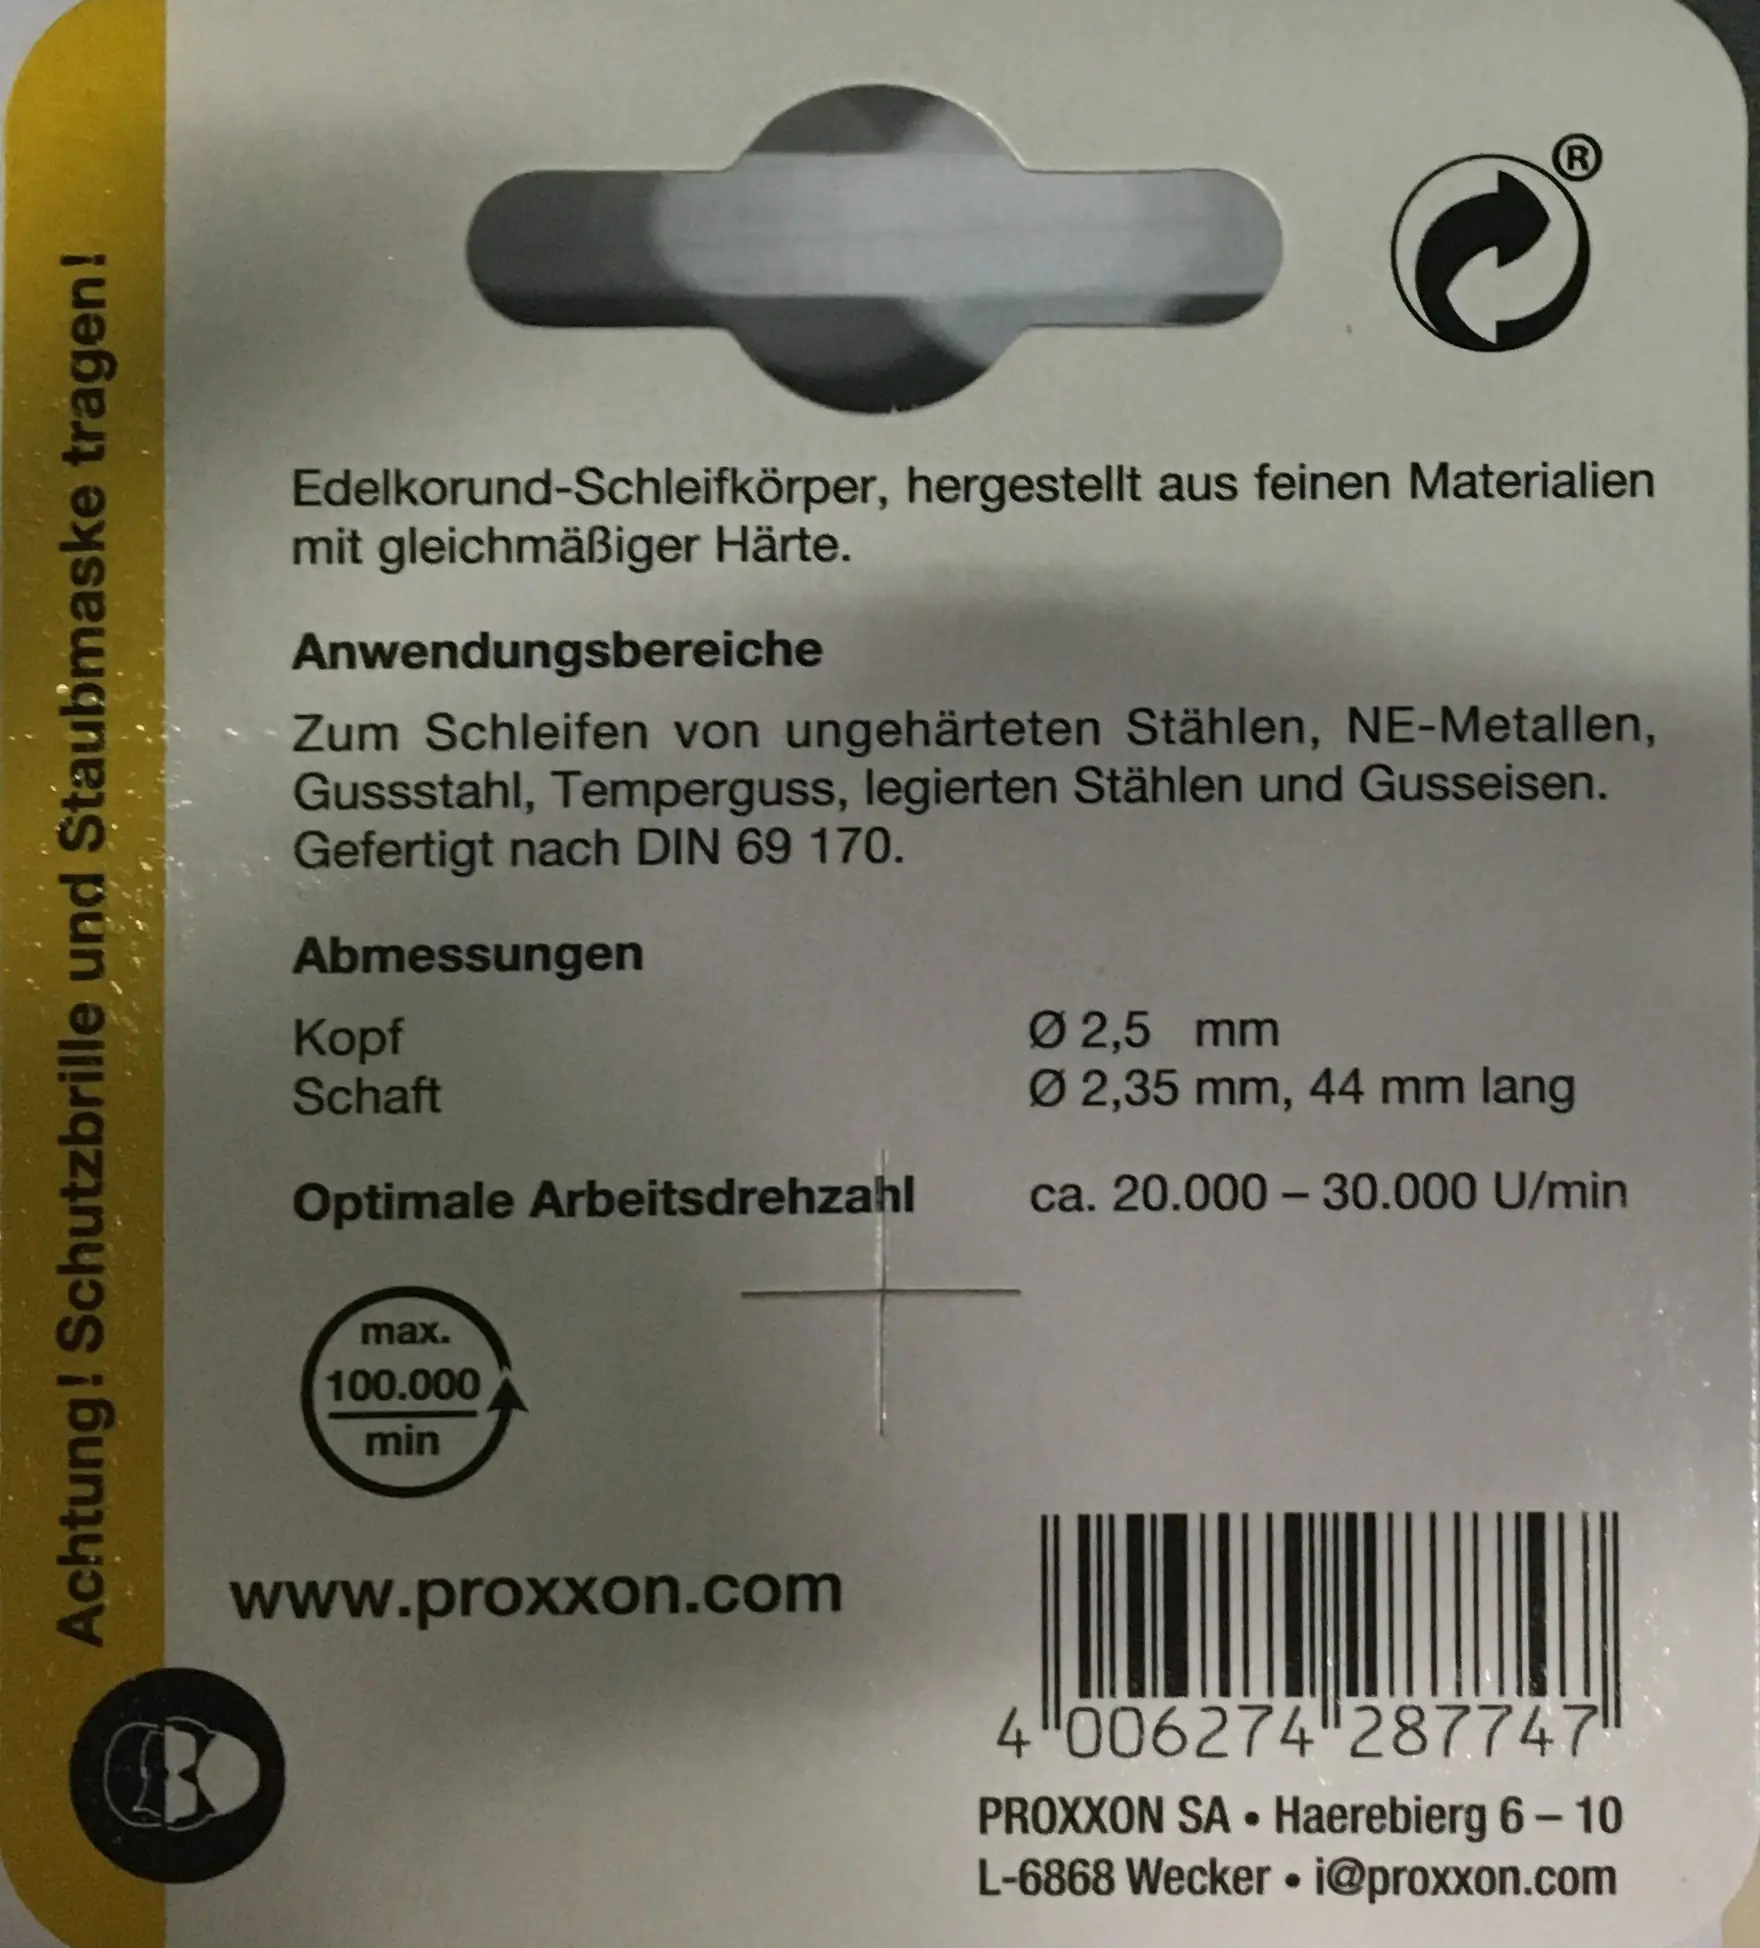 Achtung! Schutzbrille und Staubmaske tragen!
®
Edelkorund-Schleifkörper, hergestellt aus feinen Materialien
mit gleichmäßiger Härte.
Anwendungsbereiche
Zum Schleifen von ungehärteten Stählen, NE-Metallen,
Gussstahl, Temperguss, legierten Stählen und Gusseisen.
Gefertigt nach DIN 69 170.
Abmessungen
Kopf Ø 2,5 mm
Schaft Ø 2,35 mm, 44 mm lang
Optimale Arbeitsdrehzahl ca. 20.000 – 30.000 U/min
max.
100.000
min
www.proxxon.com
4 006274 287747
PROXXON SA • Haerebierg 6 – 10
L-6868 Wecker • i@proxxon.com